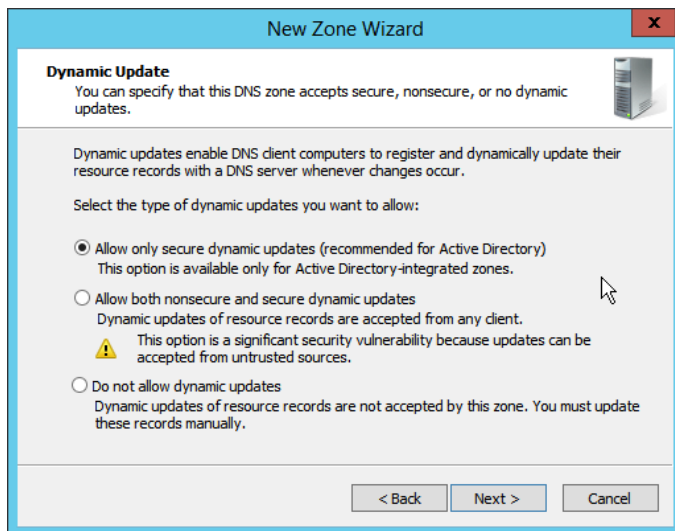 New Zone Wizard
x
Dynamic Update
You can specify that this DNS zone accepts secure, nonsecure, or no dynamic
updates.
Dynamic updates enable DNS client computers to register and dynamically update their
resource records with a DNS server whenever changes occur.
Select the type of dynamic updates you want to allow:
Allow only secure dynamic updates (recommended for Active Directory)
This option is available only for Active Directory-integrated zones.
Allow both nonsecure and secure dynamic updates
Dynamic updates of resource records are accepted from any client.
This option is a significant security vulnerability because updates can be
accepted from untrusted sources.
Do not allow dynamic updates
Dynamic updates of resource records are not accepted by this zone. You must update
these records manually.
< Back Next > Cancel